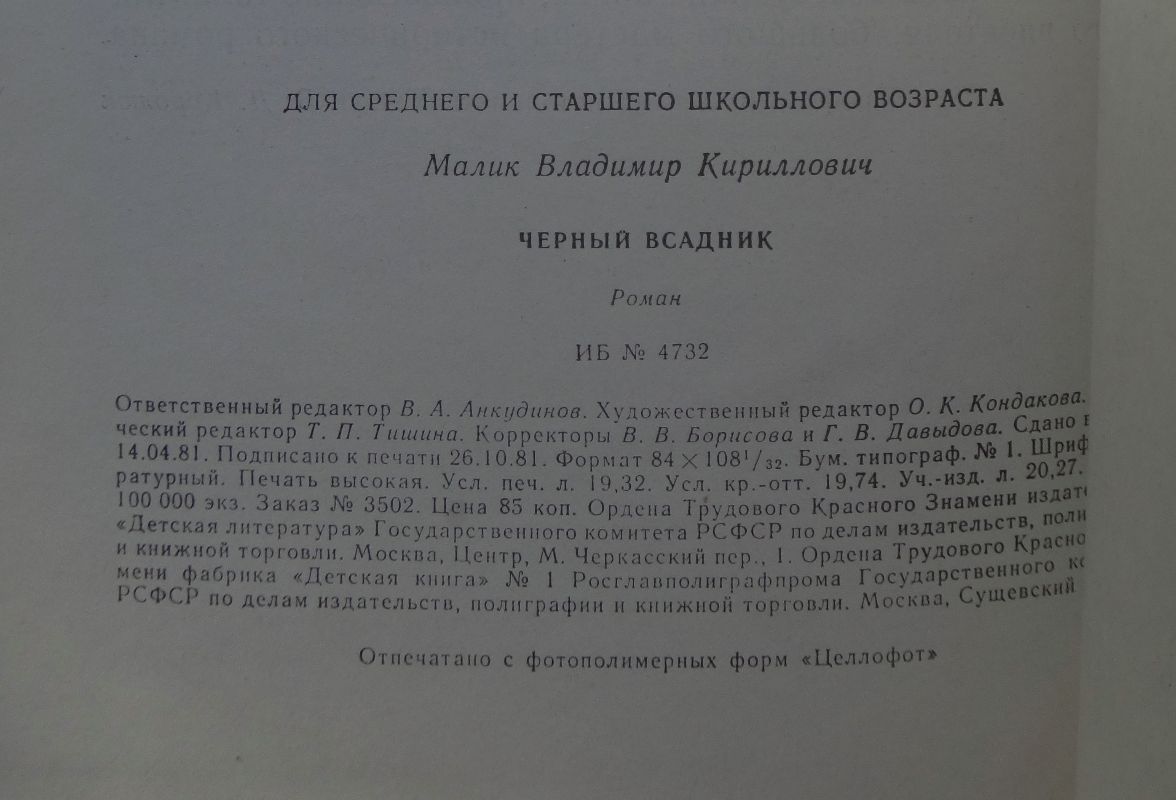 ДЛЯ СРЕДНЕГО И СТАРШЕГО ШКОЛЬНОГО ВОЗРАСТА
Малик Владимир Кириллович
ЧЕРНЫЙ ВСАДНИК
Роман
ИБ № 4732
Ответственный редактор В. А. Анкудинов. Художественный редактор О. К. Кондакова.
ческий редактор Т. П. Тишина. Корректоры В. В. Борисова и Г. В. Давыдова. Сдано в
14.04.81. Подписано к печати 26.10.81. Формат 84×108¹/₃₂. Бум. типограф. № 1. Шриф
ратурный. Печать высокая. Усл. печ. л. 19,32. Усл. кр.-отт. 19,74. Уч.-изд. л. 20,27.
100 000 экз. Заказ № 3502. Цена 85 коп. Ордена Трудового Красного Знамени издат
«Детская литература» Государственного комитета РСФСР по делам издательств, поли
и книжной торговли. Москва, Центр, М. Черкасский пер., 1. Ордена Трудового Красно
мени фабрика «Детская книга» № 1 Росглавполиграфпрома Государственного к
РСФСР по делам издательств, полиграфии и книжной торговли. Москва, Сущевский
Отпечатано с фотополимерных форм «Целлофот»